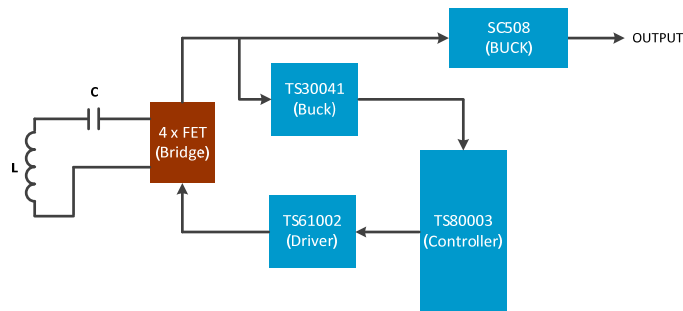 SC508
(BUCK)
OUTPUT
TS30041
(Buck)
C
4 x FET
(Bridge)
L
TS61002
(Driver)
TS80003
(Controller)